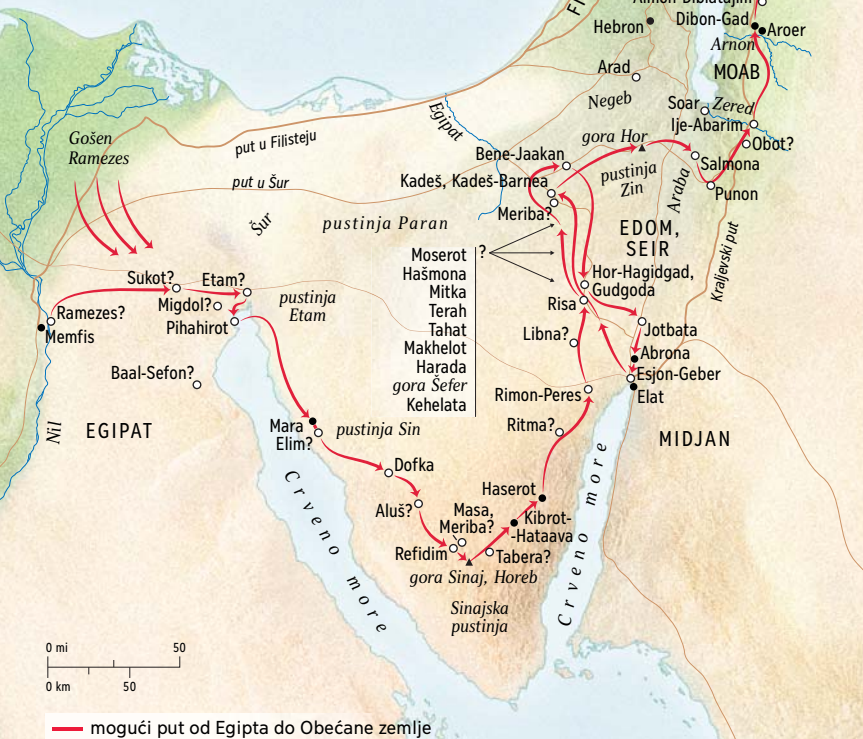 Almon-Diblatajim
FI
Hebron
Dibon-Gad
Aroer
Arnon
MOAB
Arad
Negeb
Soar
Zered
Ije-Abarim
Egipat
Gošen
Ramezes
put u Filisteju
gora Hor
Obot?
Bene-Jaakan
Salmona
put u Šur
Kadeš, Kadeš-Barnea
pustinja
Zin
Araba
Punon
Meriba?
Šur
pustinja Paran
EDOM,
SEIR
Kraljevski put
Moserot
?
Hašmona
Mitka
Terah
Tahat
Makhelot
Harada
gora Šefer
Kehelata
Hor-Hagidgad,
Gudgoda
Sukot?
Etam?
Migdol?
pustinja
Etam
Risa
Ramezes?
Pihahirot
Memfis
Libna?
Jotbata
Abrona
Baal-Sefon?
Esjon-Geber
Rimon-Peres
Elat
Nil
EGIPAT
Mara
Elim?
pustinja Sin
Ritma?
MIDJAN
Dofka
Crveno more
Haserot
Aluš?
Masa,
Meriba?
Kibrot-
-Hataava
Refidim
Tabera?
Crveno more
gora Sinaj, Horeb
Sinajska
pustinja
0 mi 50
0 km 50
mogući put od Egipta do Obećane zemlje